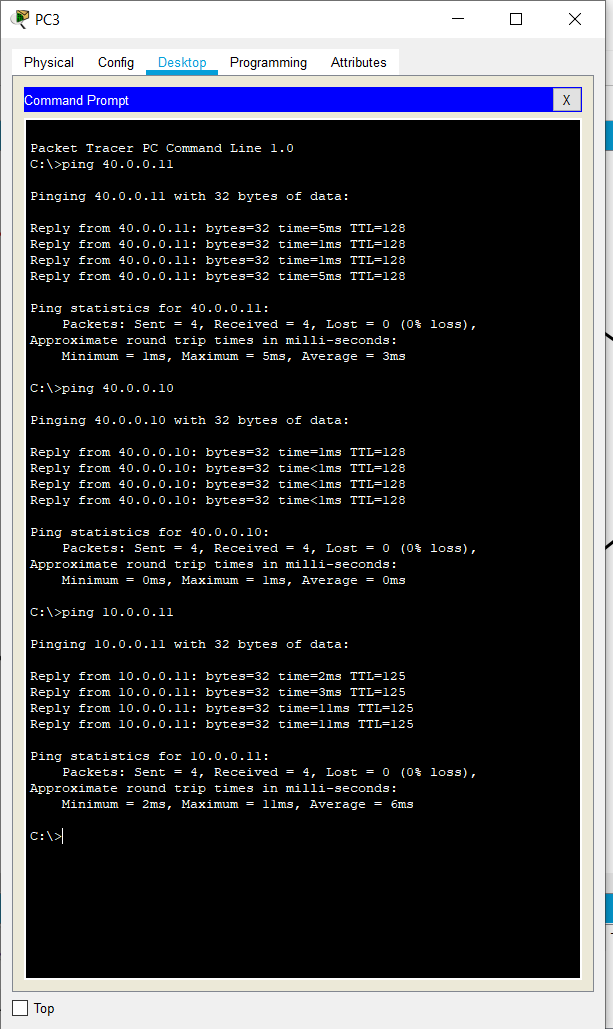 PC3
Physical Config Desktop Programming Attributes
Command Prompt
X
Packet Tracer PC Command Line 1.0
C:\>ping 40.0.0.11
Pinging 40.0.0.11 with 32 bytes of data:
Reply from 40.0.0.11: bytes=32 time=5ms TTL=128
Reply from 40.0.0.11: bytes=32 time=1ms TTL=128
Reply from 40.0.0.11: bytes=32 time=1ms TTL=128
Reply from 40.0.0.11: bytes=32 time=5ms TTL=128
Ping statistics for 40.0.0.11:
Packets: Sent = 4, Received = 4, Lost = 0 (0% loss),
Approximate round trip times in milli-seconds:
Minimum = 1ms, Maximum = 5ms, Average = 3ms
C:\>ping 40.0.0.10
Pinging 40.0.0.10 with 32 bytes of data:
Reply from 40.0.0.10: bytes=32 time=1ms TTL=128
Reply from 40.0.0.10: bytes=32 time<1ms TTL=128
Reply from 40.0.0.10: bytes=32 time<1ms TTL=128
Reply from 40.0.0.10: bytes=32 time<1ms TTL=128
Ping statistics for 40.0.0.10:
Packets: Sent = 4, Received = 4, Lost = 0 (0% loss),
Approximate round trip times in milli-seconds:
Minimum = 0ms, Maximum = 1ms, Average = 0ms
C:\>ping 10.0.0.11
Pinging 10.0.0.11 with 32 bytes of data:
Reply from 10.0.0.11: bytes=32 time=2ms TTL=125
Reply from 10.0.0.11: bytes=32 time=3ms TTL=125
Reply from 10.0.0.11: bytes=32 time=11ms TTL=125
Reply from 10.0.0.11: bytes=32 time=11ms TTL=125
Ping statistics for 10.0.0.11:
Packets: Sent = 4, Received = 4, Lost = 0 (0% loss),
Approximate round trip times in milli-seconds:
Minimum = 2ms, Maximum = 11ms, Average = 6ms
C:\>
Top